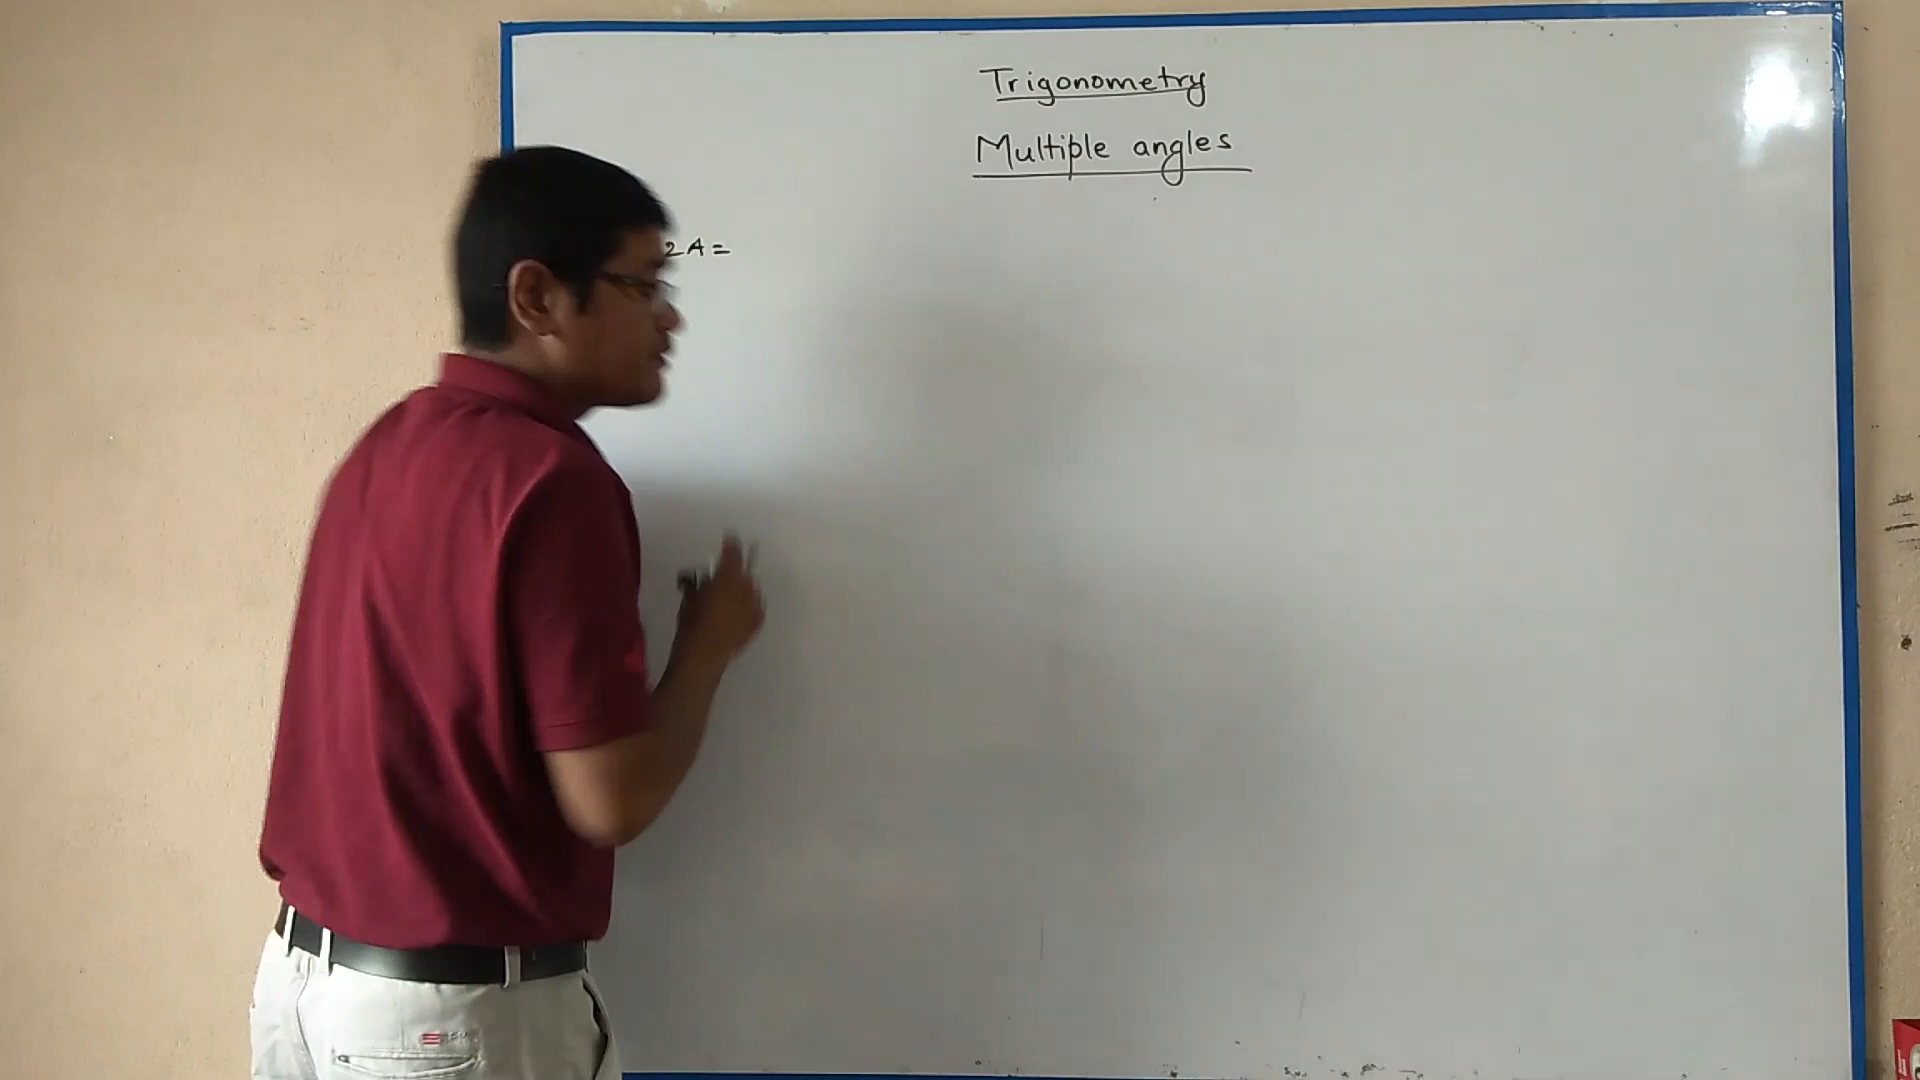 Trigonometry
Multiple angles
2A =